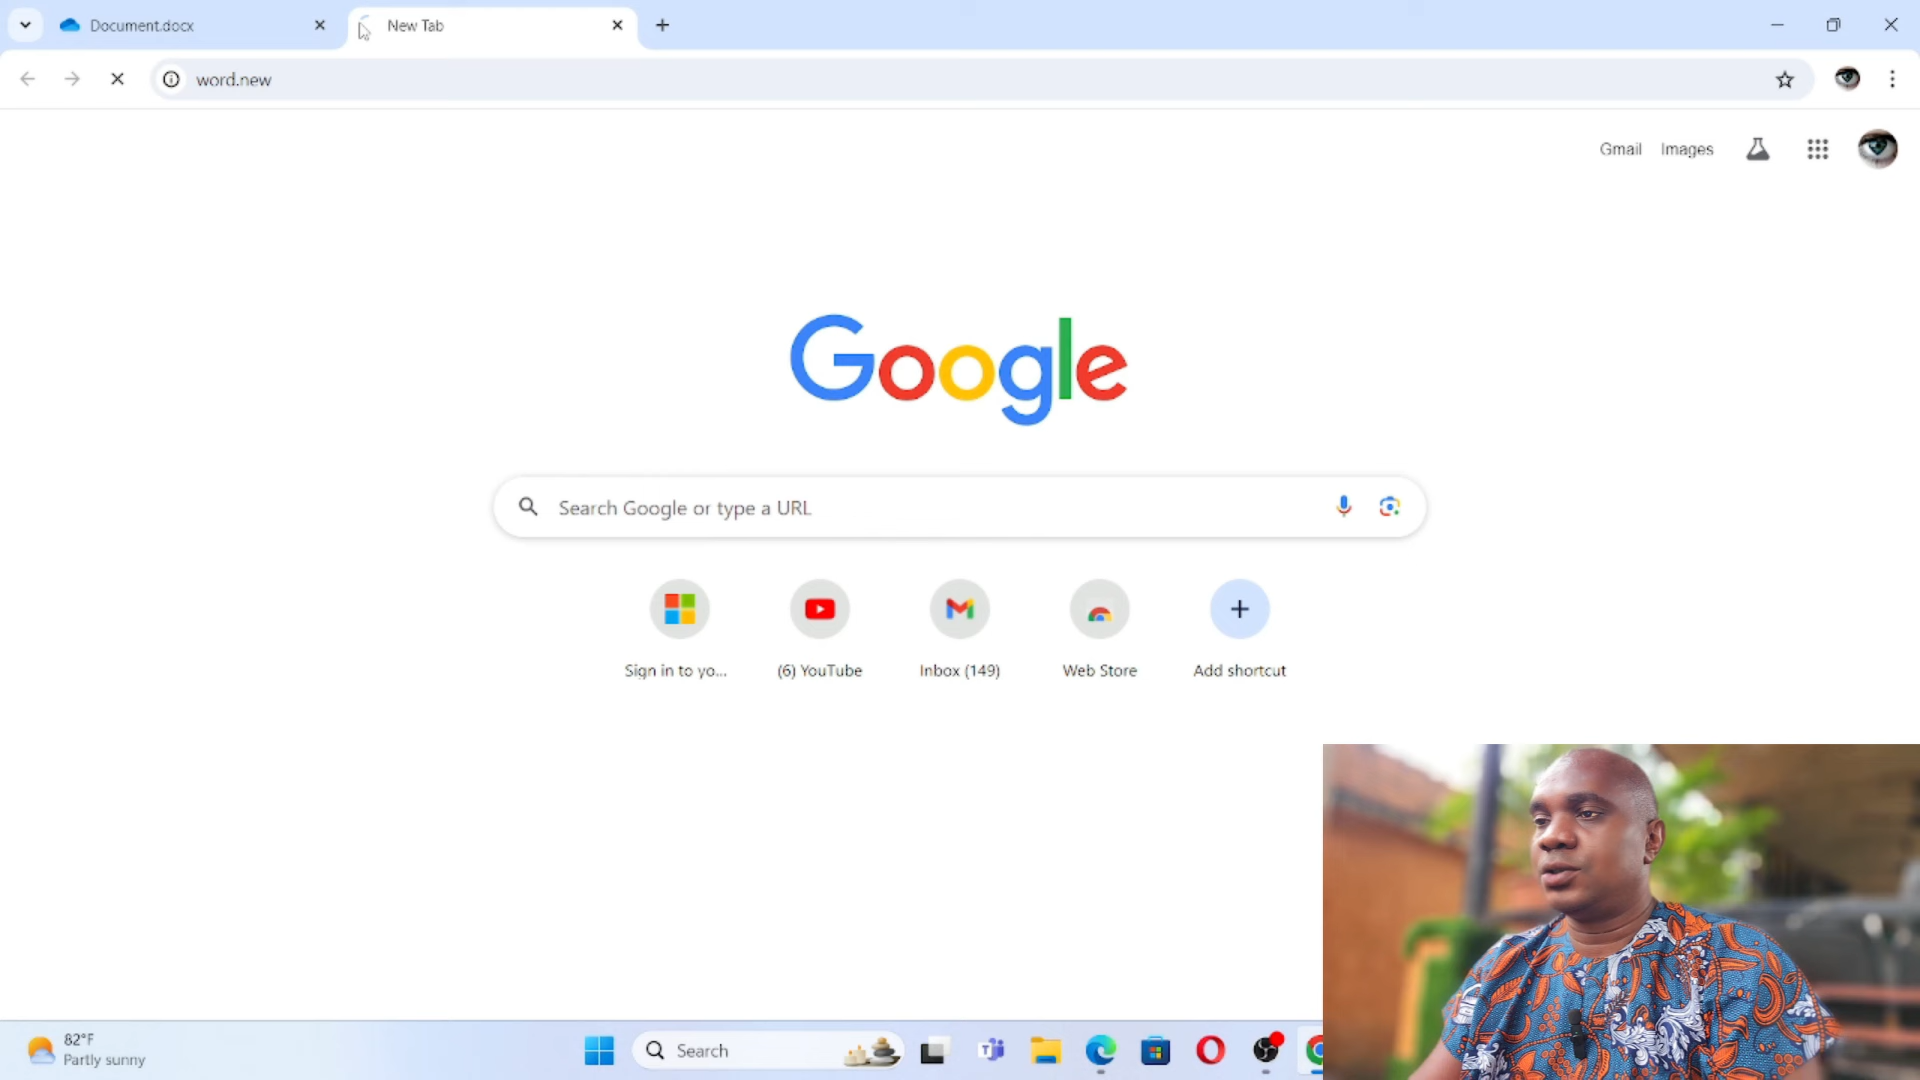 Document.docx
New Tab
word.new
Gmail Images
Google
Search Google or type a URL
Sign in to yo...
(6) YouTube
Inbox (149)
Web Store
Add shortcut
82°F
Partly sunny
Search